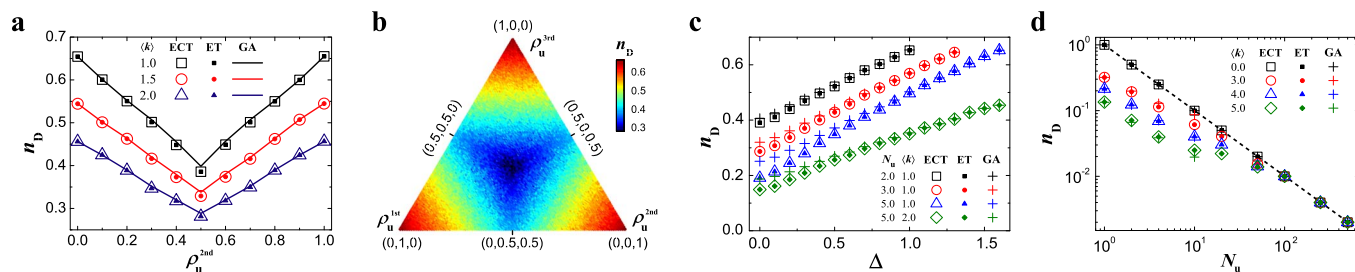 a
⟨k⟩ ECT ET GA
1.0
1.5
2.0
0.7
0.6
0.5
0.4
0.3
n_D
0.0 0.2 0.4 0.6 0.8 1.0
ρ_u^2nd
b
(1,0,0)
ρ_u^3rd
n_D
0.6
0.5
0.4
0.3
(0.5,0.5,0)
(0.5,0,0.5)
ρ_u^1st
ρ_u^2nd
(0,1,0) (0,0.5,0.5) (0,0,1)
c
0.8
0.6
0.4
0.2
0.0
n_D
N_u ⟨k⟩ ECT ET GA
2.0 1.0
3.0 1.0
5.0 1.0
5.0 2.0
0.0 0.5 1.0 1.5
Δ
d
⟨k⟩ ECT ET GA
0.0
3.0
4.0
5.0
10^0
10^-1
10^-2
n_D
10^0 10^1 10^2
N_u